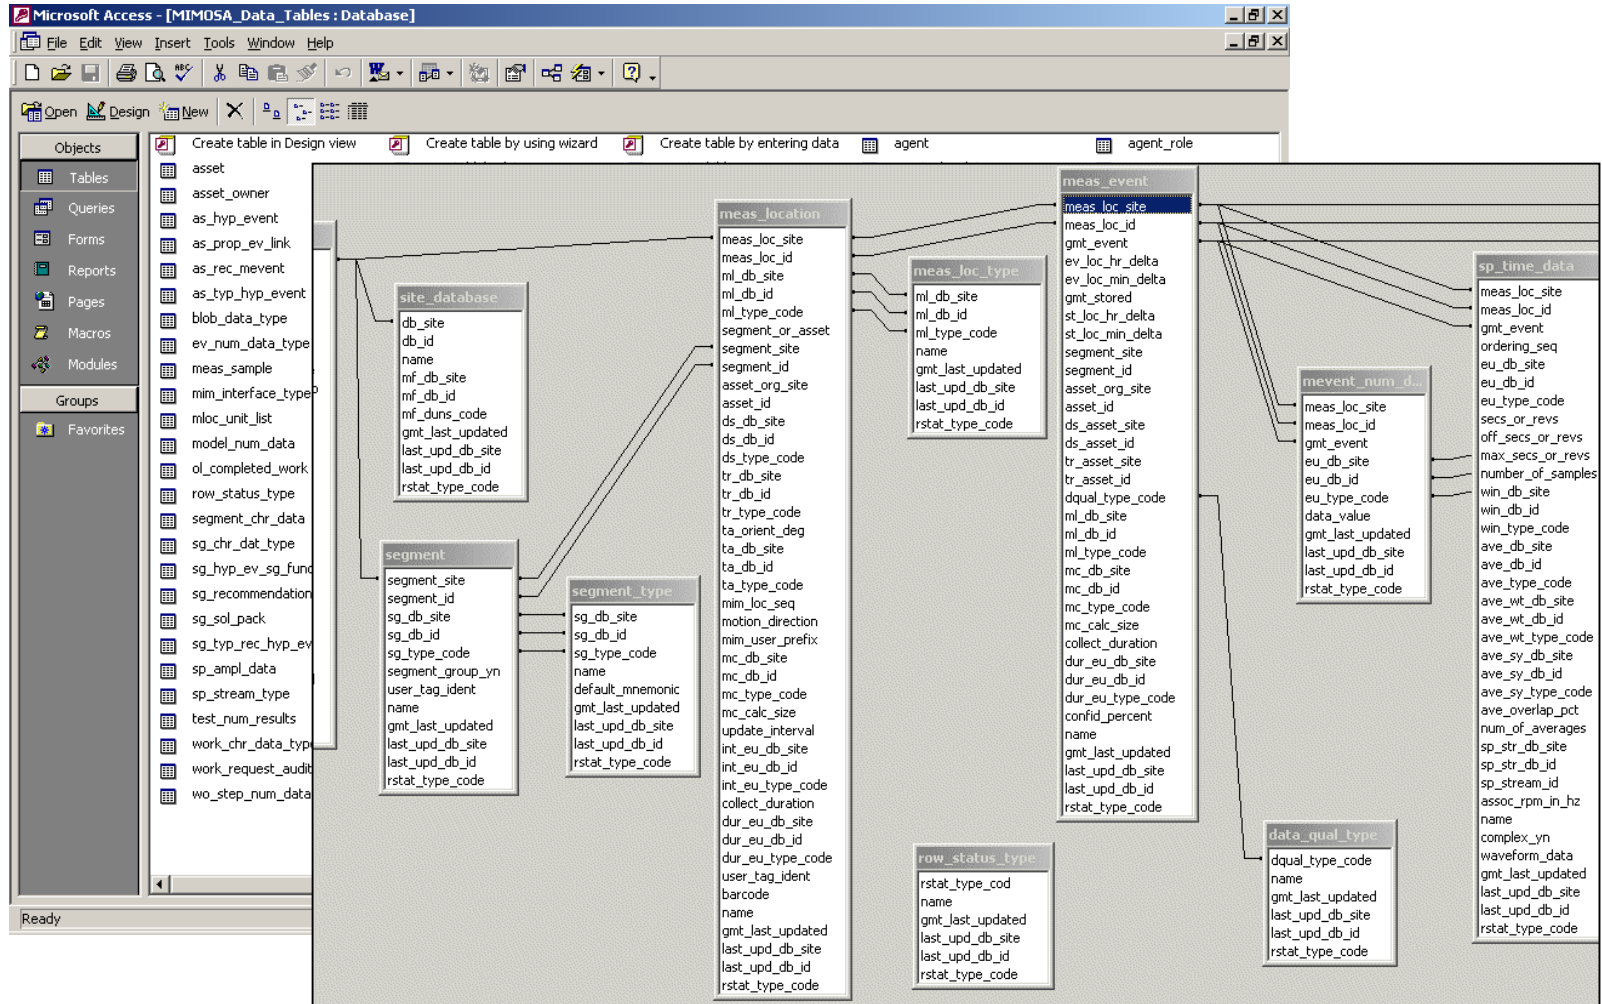 Microsoft Access - [MIMOSA_Data_Tables : Database]
File Edit View Insert Tools Window Help
Open Design New
Objects
Tables
Queries
Forms
Reports
Pages
Macros
Modules
Groups
Favorites
Create table in Design view
Create table by using wizard
Create table by entering data
agent
agent_role
asset
asset_owner
as_hyp_event
as_prop_ev_link
as_rec_mevent
as_typ_hyp_event
blob_data_type
ev_num_data_type
meas_sample
mim_interface_type
mloc_unit_list
model_num_data
ol_completed_work
row_status_type
segment_chr_data
sg_chr_dat_type
sg_hyp_ev_sg_func
sg_recommendation
sg_sol_pack
sg_typ_rec_hyp_ev
sp_ampl_data
sp_stream_type
test_num_results
work_chr_data_typ
work_request_audit
wo_step_num_data
Ready
site_database
db_site
db_id
name
mf_db_site
mf_db_id
mf_duns_code
gmt_last_updated
last_upd_db_site
last_upd_db_id
rstat_type_code
segment
segment_site
segment_id
sg_db_site
sg_db_id
sg_type_code
segment_group_yn
user_tag_ident
name
gmt_last_updated
last_upd_db_site
last_upd_db_id
rstat_type_code
segment_type
sg_db_site
sg_db_id
sg_type_code
name
default_mnemonic
gmt_last_updated
last_upd_db_site
last_upd_db_id
rstat_type_code
meas_location
meas_loc_site
meas_loc_id
ml_db_site
ml_db_id
ml_type_code
segment_or_asset
segment_site
segment_id
asset_org_site
asset_id
ds_db_site
ds_db_id
ds_type_code
tr_db_site
tr_db_id
tr_type_code
ta_orient_deg
ta_db_site
ta_db_id
ta_type_code
mim_loc_seq
motion_direction
mim_user_prefix
mc_db_site
mc_db_id
mc_type_code
mc_calc_size
update_interval
int_eu_db_site
int_eu_db_id
int_eu_type_code
collect_duration
dur_eu_db_site
dur_eu_db_id
dur_eu_type_code
user_tag_ident
barcode
name
gmt_last_updated
last_upd_db_site
last_upd_db_id
rstat_type_code
meas_loc_type
ml_db_site
ml_db_id
ml_type_code
name
gmt_last_updated
last_upd_db_site
last_upd_db_id
rstat_type_code
row_status_type
rstat_type_cod
name
gmt_last_updated
last_upd_db_site
last_upd_db_id
rstat_type_code
meas_event
meas_loc_site
meas_loc_id
gmt_event
ev_loc_hr_delta
ev_loc_min_delta
gmt_stored
st_loc_hr_delta
st_loc_min_delta
segment_site
segment_id
asset_org_site
asset_id
ds_asset_site
ds_asset_id
tr_asset_site
tr_asset_id
dqual_type_code
ml_db_site
ml_db_id
ml_type_code
mc_db_site
mc_db_id
mc_type_code
mc_calc_size
collect_duration
dur_eu_db_site
dur_eu_db_id
dur_eu_type_code
confid_percent
name
gmt_last_updated
last_upd_db_site
last_upd_db_id
rstat_type_code
mevent_num_d...
meas_loc_site
meas_loc_id
gmt_event
eu_db_site
eu_db_id
eu_type_code
data_value
gmt_last_updated
last_upd_db_site
last_upd_db_id
rstat_type_code
data_qual_type
dqual_type_code
name
gmt_last_updated
last_upd_db_site
last_upd_db_id
rstat_type_code
sp_time_data
meas_loc_site
meas_loc_id
gmt_event
ordering_seq
eu_db_site
eu_db_id
eu_type_code
secs_or_revs
off_secs_or_revs
max_secs_or_revs
number_of_samples
win_db_site
win_db_id
win_type_code
ave_db_site
ave_db_id
ave_type_code
ave_wt_db_site
ave_wt_db_id
ave_wt_type_code
ave_sy_db_site
ave_sy_db_id
ave_sy_type_code
ave_overlap_pct
num_of_averages
sp_str_db_site
sp_str_db_id
sp_stream_id
assoc_rpm_in_hz
name
complex_yn
waveform_data
gmt_last_updated
last_upd_db_site
last_upd_db_id
rstat_type_code